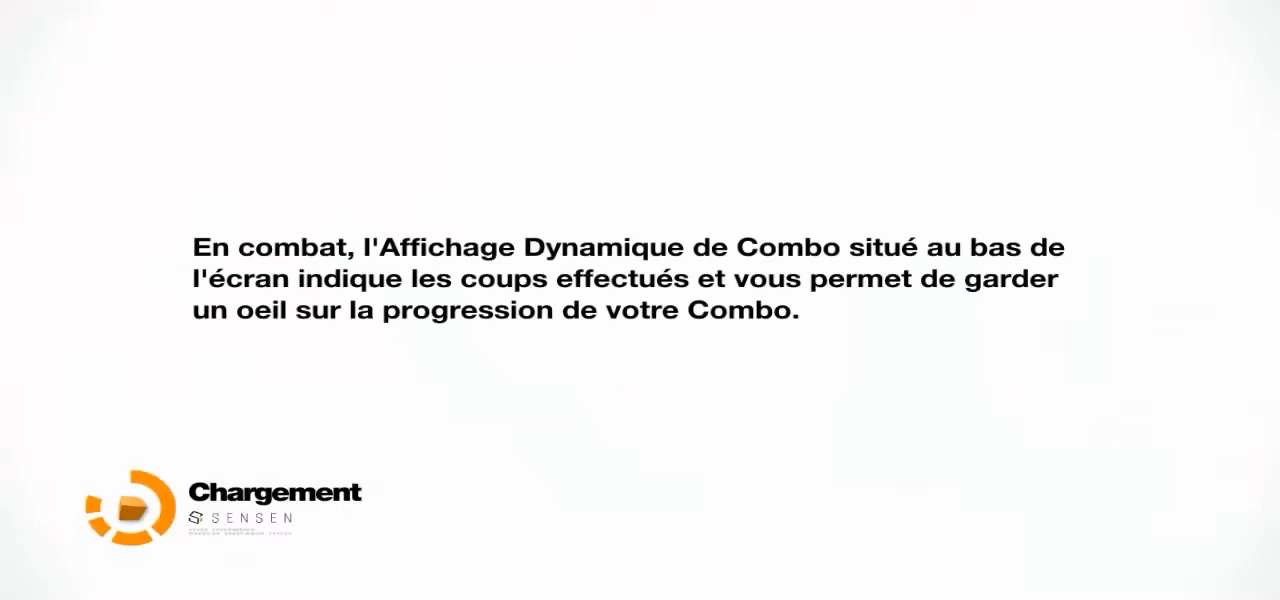 En combat, l'Affichage Dynamique de Combo situé au bas de
l'écran indique les coups effectués et vous permet de garder
un oeil sur la progression de votre Combo.
Chargement
SENSEN